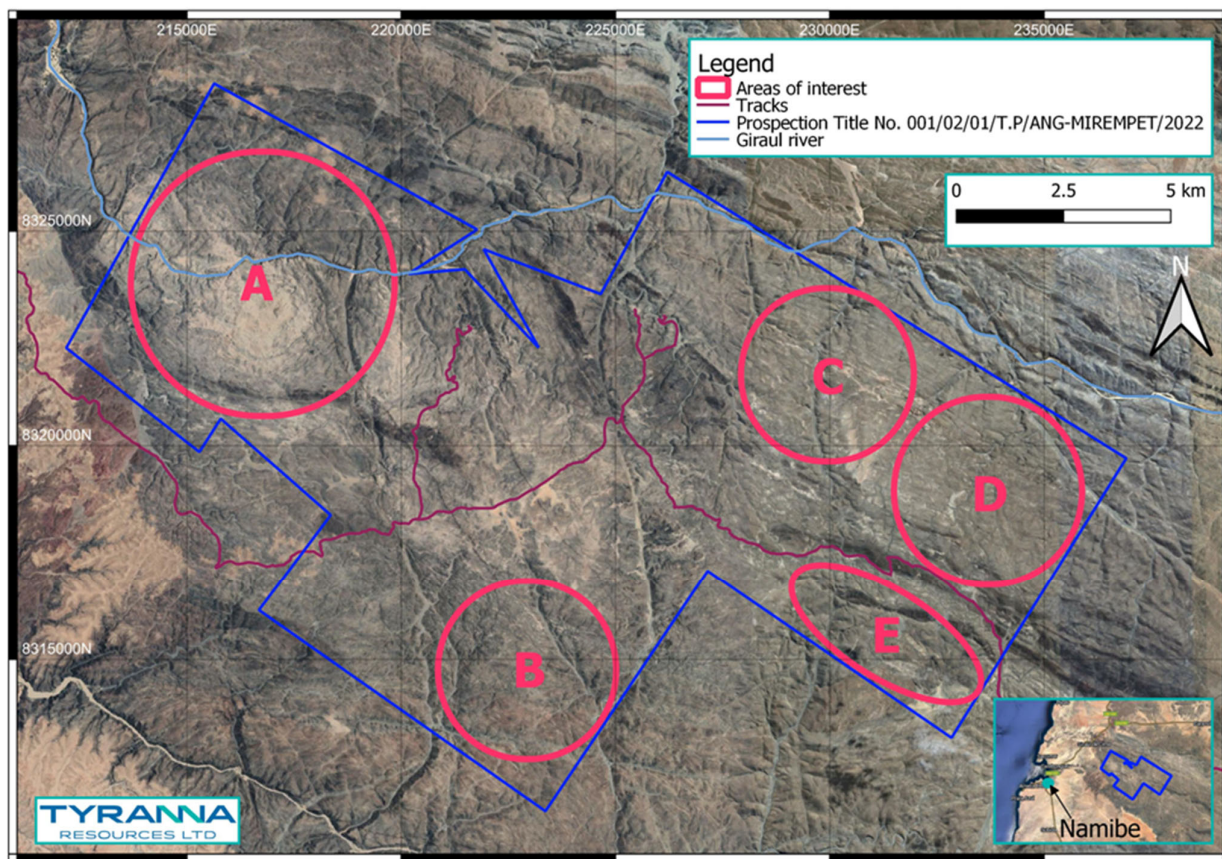 215000E
220000E
225000E
230000E
235000E
Legend
Areas of interest
Tracks
Prospection Title No. 001/02/01/T.P/ANG-MIREMPET/2022
Giraul river
0 2.5 5 km
N
8325000N
8320000N
8315000N
A
C
D
E
B
TYRANNA
RESOURCES LTD
Namibe